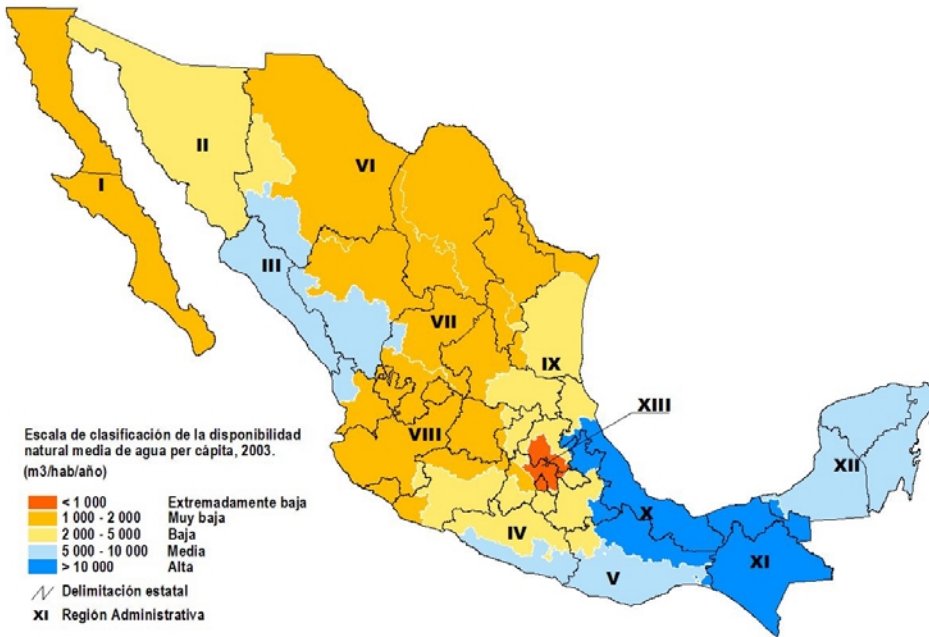 I
II
VI
III
VII
IX
XIII
VIII
XII
IV
X
V
XI
Escala de clasificación de la disponibilidad
natural media de agua per cápita, 2003.
(m3/hab/año)
< 1 000 Extremadamente baja
1 000 - 2 000 Muy baja
2 000 - 5 000 Baja
5 000 - 10 000 Media
> 10 000 Alta
Delimitación estatal
XI Región Administrativa